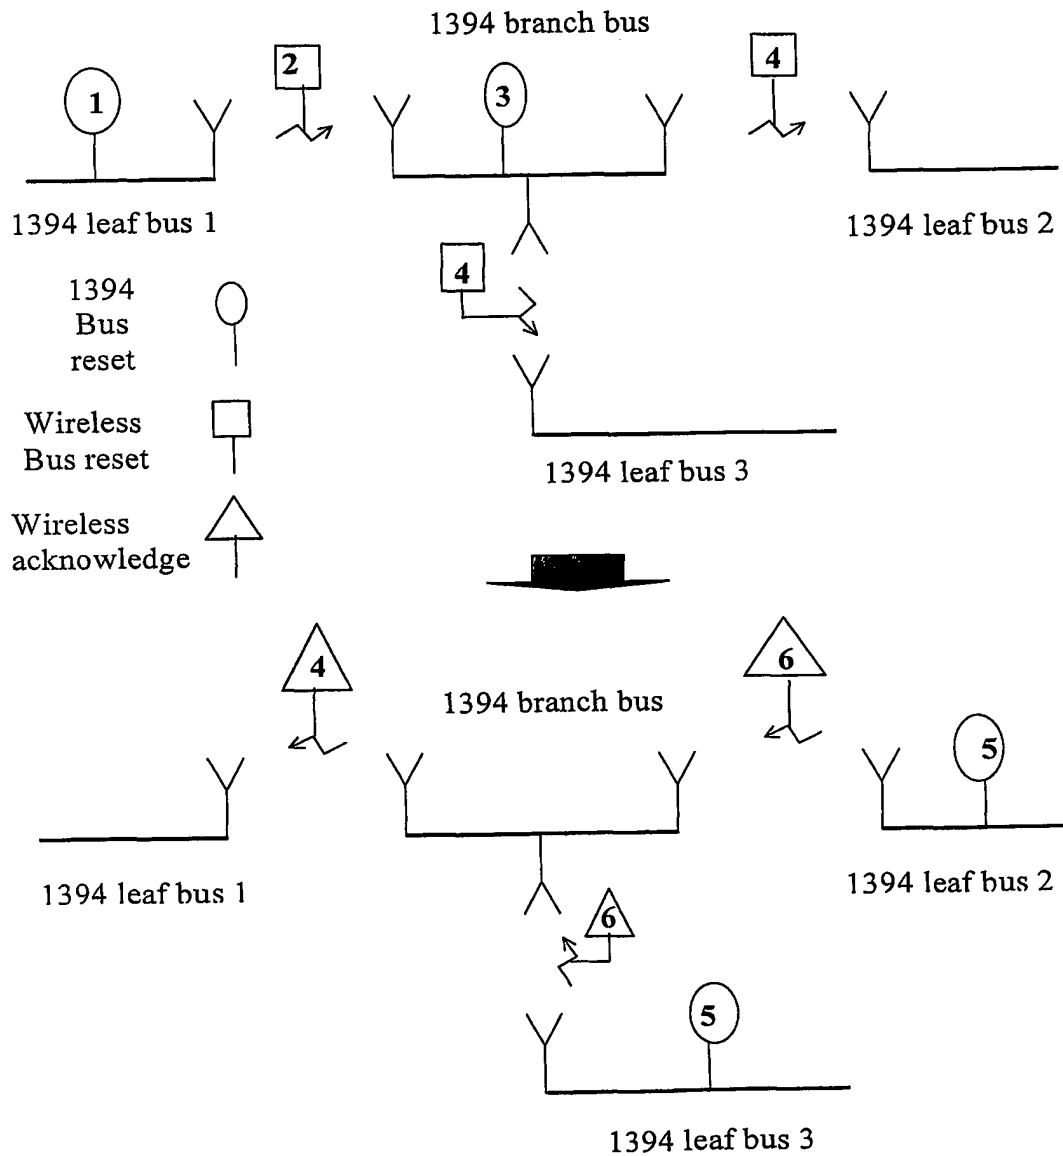 1394 branch bus
2
4
1
3
1394 leaf bus 1
1394 leaf bus 2
4
1394
Bus
reset
Wireless
Bus reset
1394 leaf bus 3
Wireless
acknowledge
4
6
1394 branch bus
5
1394 leaf bus 1
1394 leaf bus 2
6
5
1394 leaf bus 3